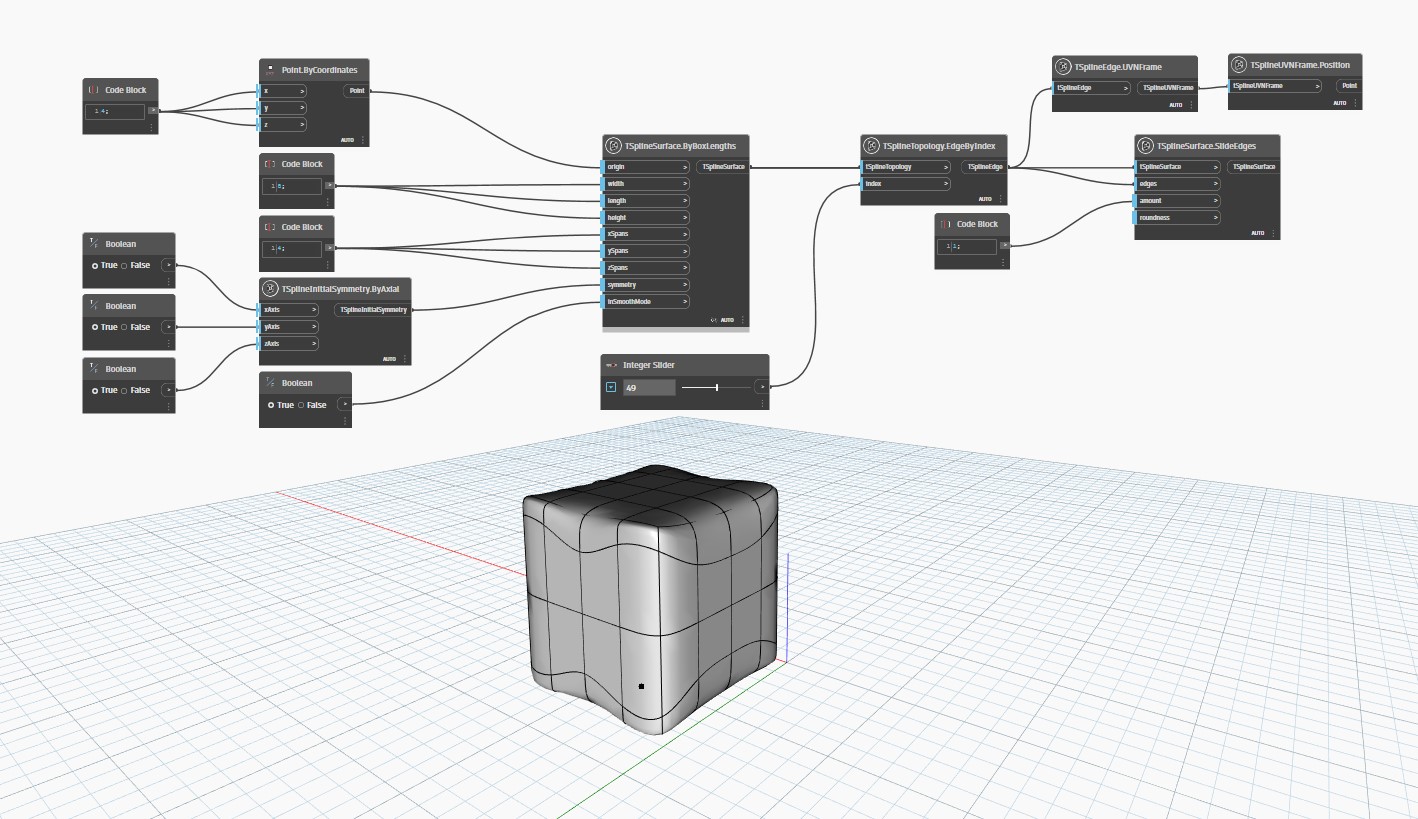 Code Block
1 4;
>
Point.ByCoordinates
x >
y >
z >
Point
AUTO
Code Block
1 8;
>
Code Block
1 4;
>
Boolean
True False
>
Boolean
True False
>
Boolean
True False
>
TSplineInitialSymmetry.ByAxial
xAxis >
yAxis >
zAxis >
TSplineInitialSymmetry
AUTO
Boolean
True False
>
TSplineSurface.ByBoxLengths
origin >
width >
length >
height >
xSpans >
ySpans >
zSpans >
symmetry >
inSmoothMode >
TSplineSurface
AUTO
Integer Slider
49
>
TSplineTopology.EdgeByIndex
tSplineTopology >
index >
TSplineEdge
AUTO
Code Block
1 1;
>
TSplineEdge.UVNFrame
tSplineEdge >
TSplineUVNFrame
AUTO
TSplineUVNFrame.Position
tSplineUVNFrame >
Point
AUTO
TSplineSurface.SlideEdges
tSplineSurface >
edges >
amount >
roundness >
TSplineSurface
AUTO